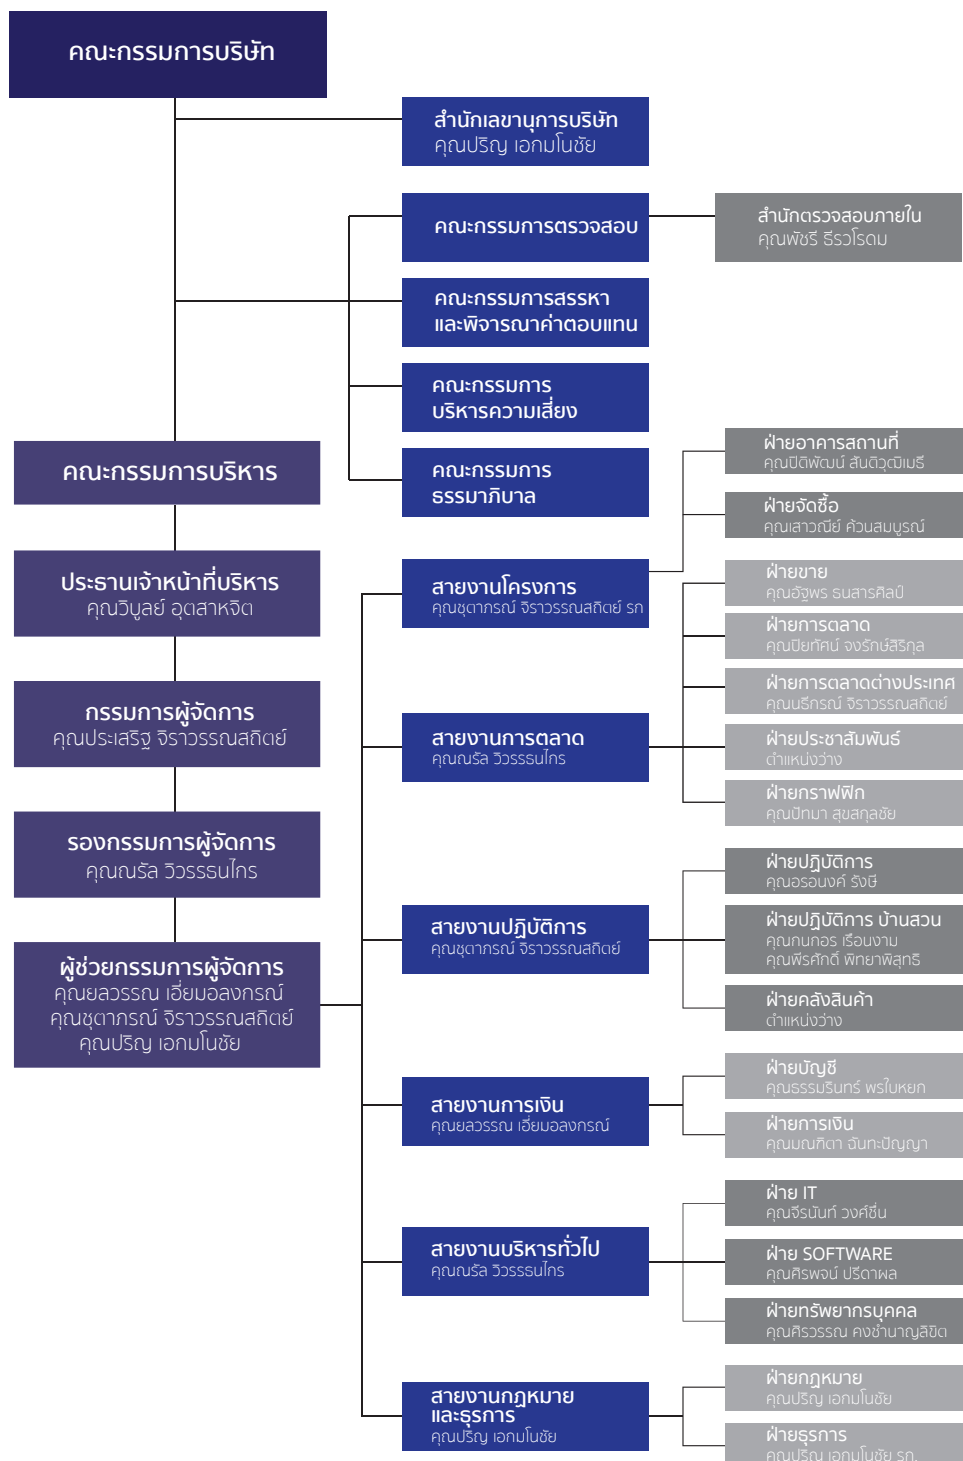 คณะกรรมการบริษัท
สำนักเลขานุการบริษัท
คุณปริญ เอกมโนชัย
คณะกรรมการตรวจสอบ
สำนักตรวจสอบภายใน
คุณพัชรี ธีรวโรดม
คณะกรรมการสรรหา
และพิจารณาค่าตอบแทน
คณะกรรมการ
บริหารความเสี่ยง
คณะกรรมการ
ธรรมาภิบาล
คณะกรรมการบริหาร
ประธานเจ้าหน้าที่บริหาร
คุณวิบูลย์ อุตสาหจิต
กรรมการผู้จัดการ
คุณประเสริฐ จิราวรรณสถิตย์
รองกรรมการผู้จัดการ
คุณณรัล วิวรรธนไกร
ผู้ช่วยกรรมการผู้จัดการ
คุณยลวรรณ เอี่ยมอลงกรณ์
คุณชุตาภรณ์ จิราวรรณสถิตย์
คุณปริญ เอกมโนชัย
สายงานโครงการ
คุณชุตาภรณ์ จิราวรรณสถิตย์ รก
ฝ่ายอาคารสถานที่
คุณปิติพัฒน์ สันติวุฒิเมธี
ฝ่ายจัดซื้อ
คุณเสาวณีย์ ค้วนสมบูรณ์
สายงานการตลาด
คุณณรัล วิวรรธนไกร
ฝ่ายขาย
คุณอัฐพร ธนสารศิลป์
ฝ่ายการตลาด
คุณปิยทัศน์ จงรักษ์สิริกุล
ฝ่ายการตลาดต่างประเทศ
คุณนธีกรณ์ จิราวรรณสถิตย์
ฝ่ายประชาสัมพันธ์
ตำแหน่งว่าง
ฝ่ายกราฟฟิก
คุณปัทมา สุขสกุลชัย
สายงานปฏิบัติการ
คุณชุตาภรณ์ จิราวรรณสถิตย์
ฝ่ายปฏิบัติการ
คุณอรอนงค์ รังษี
ฝ่ายปฏิบัติการ บ้านสวน
คุณกนกอร เรือนงาม
คุณพีรศักดิ์ พิทยาพิสุทธิ
ฝ่ายคลังสินค้า
ตำแหน่งว่าง
สายงานการเงิน
คุณยลวรรณ เอี่ยมอลงกรณ์
ฝ่ายบัญชี
คุณธรรมรินทร์ พรใบหยก
ฝ่ายการเงิน
คุณมณฑิตา ฉันทะปัญญา
สายงานบริหารทั่วไป
คุณณรัล วิวรรธนไกร
ฝ่าย IT
คุณจีรนันท์ วงศ์ชื่น
ฝ่าย SOFTWARE
คุณศิรพจน์ ปรีดาผล
ฝ่ายทรัพยากรบุคคล
คุณศิรวรรณ คงชำนาญลิขิต
สายงานกฎหมาย
และธุรการ
คุณปริญ เอกมโนชัย
ฝ่ายกฎหมาย
คุณปริญ เอกมโนชัย
ฝ่ายธุรการ
คุณปริญ เอกมโนชัย รก.